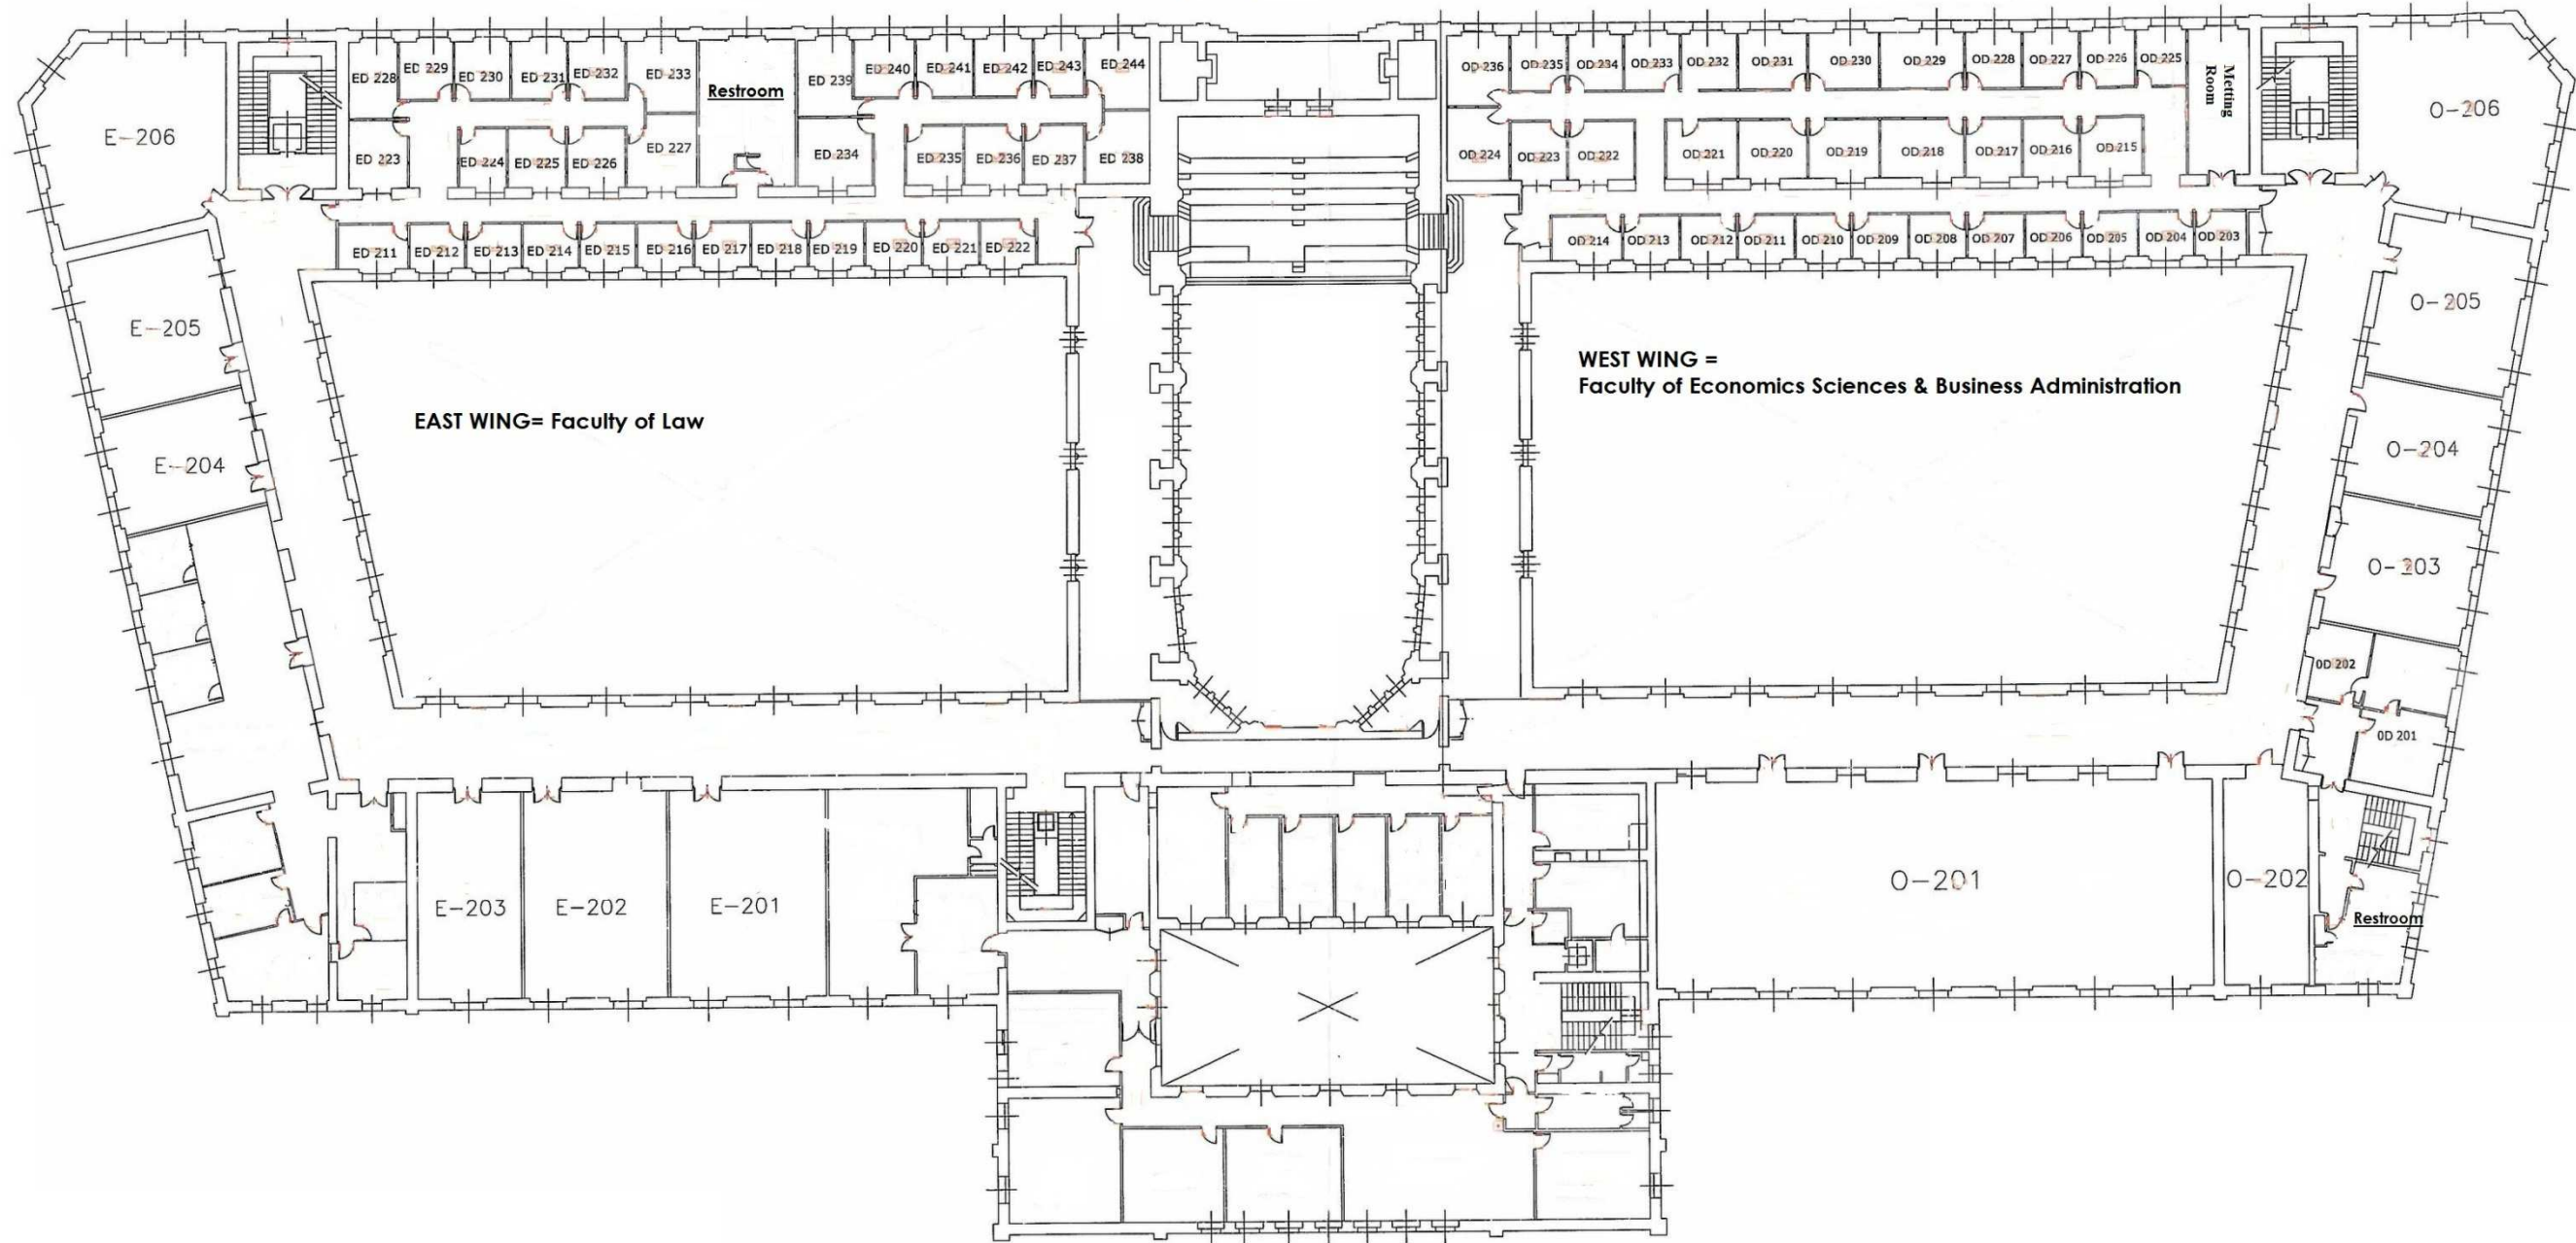 ED 228
ED 229
ED 230
ED 231
ED 232
ED 233
Restroom
ED 239
ED 240
ED 241
ED 242
ED 243
ED 244
OD 236
OD 235
OD 234
OD 233
OD 232
OD 231
OD 230
OD 229
OD 228
OD 227
OD 226
OD 225
Metting
Room
O-206
E-206
ED 223
ED 224
ED 225
ED 226
ED 227
ED 234
ED 235
ED 236
ED 237
ED 238
OD 224
OD 223
OD 222
OD 221
OD 220
OD 219
OD 218
OD 217
OD 216
OD 215
ED 211
ED 212
ED 213
ED 214
ED 215
ED 216
ED 217
ED 218
ED 219
ED 220
ED 221
ED 222
OD 214
OD 213
OD 212
OD 211
OD 210
OD 209
OD 208
OD 207
OD 206
OD 205
OD 204
OD 203
E-205
O-205
WEST WING =
Faculty of Economics Sciences & Business Administration
EAST WING= Faculty of Law
E-204
O-204
O-203
0D 202
0D 201
E-203
E-202
E-201
O-201
O-202
Restroom